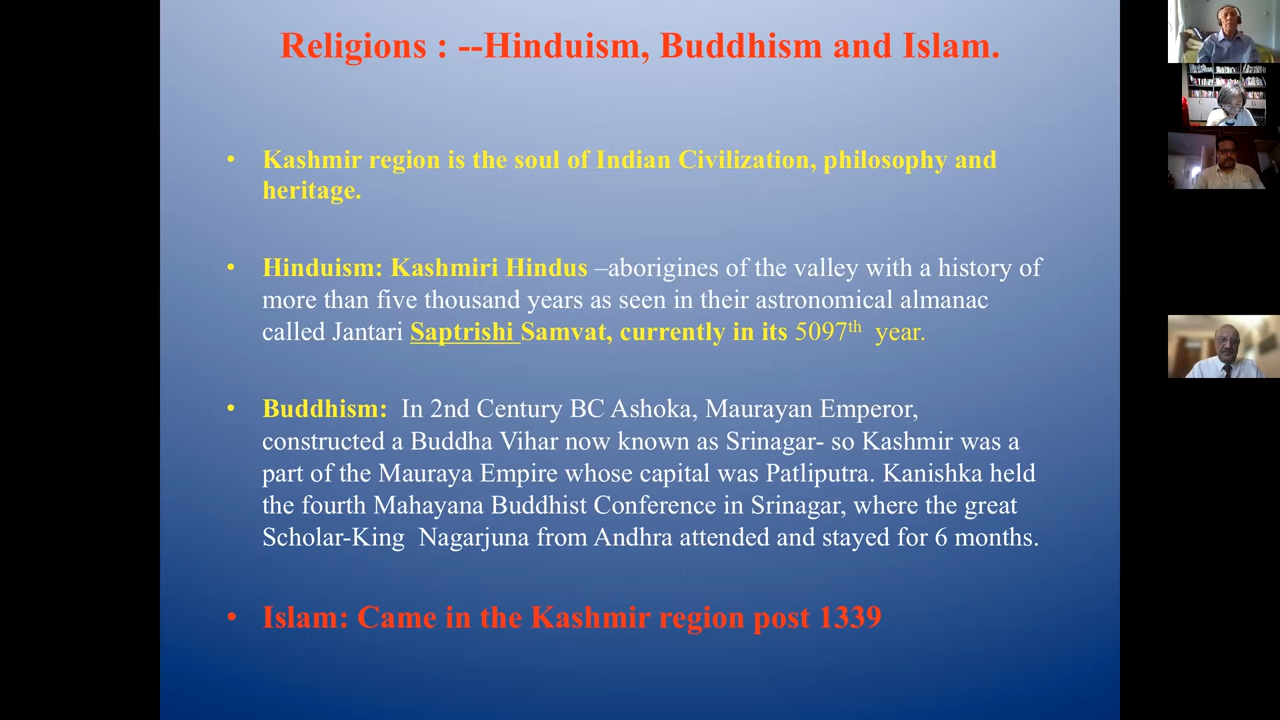 Religions : --Hinduism, Buddhism and Islam.
• Kashmir region is the soul of Indian Civilization, philosophy and
heritage.
• Hinduism: Kashmiri Hindus –aborigines of the valley with a history of
more than five thousand years as seen in their astronomical almanac
called Jantari Saptrishi Samvat, currently in its 5097th year.
• Buddhism: In 2nd Century BC Ashoka, Maurayan Emperor,
constructed a Buddha Vihar now known as Srinagar- so Kashmir was a
part of the Mauraya Empire whose capital was Patliputra. Kanishka held
the fourth Mahayana Buddhist Conference in Srinagar, where the great
Scholar-King Nagarjuna from Andhra attended and stayed for 6 months.
• Islam: Came in the Kashmir region post 1339